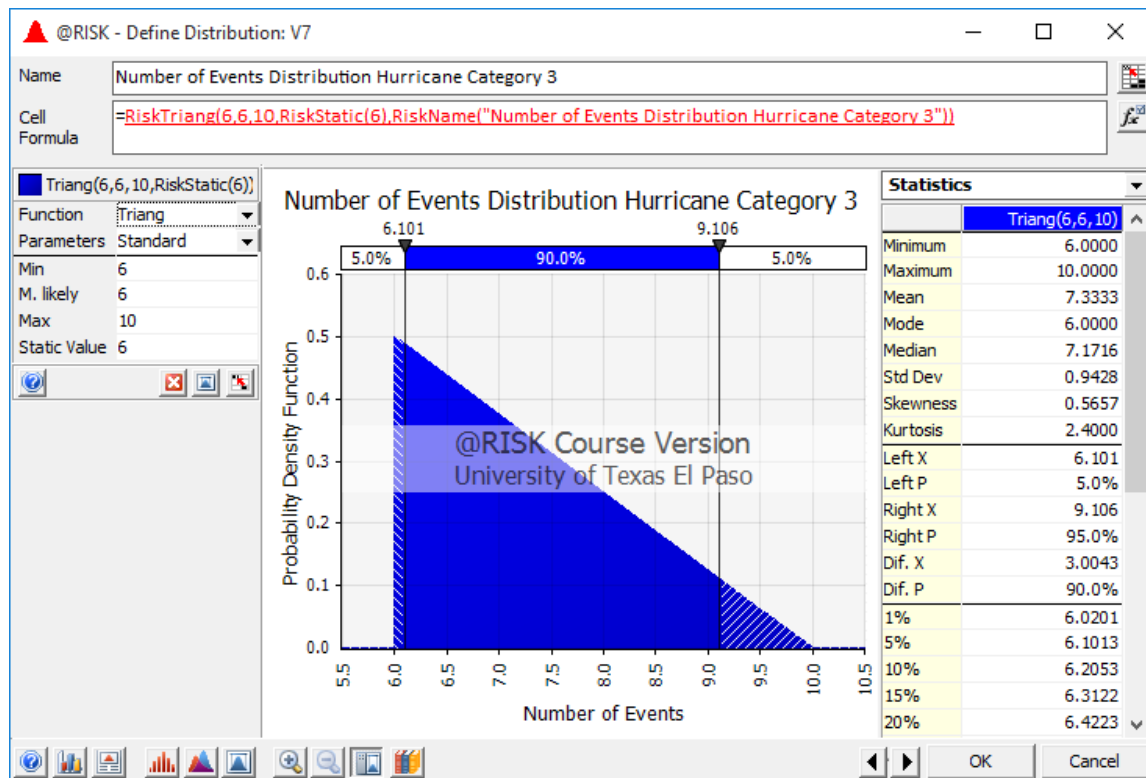 @RISK - Define Distribution: V7
Name
Number of Events Distribution Hurricane Category 3
Cell
Formula
=RiskTriang(6,6,10,RiskStatic(6),RiskName("Number of Events Distribution Hurricane Category 3"))
Triang(6,6,10,RiskStatic(6))
Function Triang
Parameters Standard
Min 6
M. likely 6
Max 10
Static Value 6
Number of Events Distribution Hurricane Category 3
6.101 9.106
5.0% 90.0% 5.0%
Probability Density Function
0.6
0.5
0.4
0.3
0.2
0.1
0.0
@RISK Course Version
University of Texas El Paso
5.5 6.0 6.5 7.0 7.5 8.0 8.5 9.0 9.5 10.0 10.5
Number of Events
Statistics
Triang(6,6,10)
Minimum 6.0000
Maximum 10.0000
Mean 7.3333
Mode 6.0000
Median 7.1716
Std Dev 0.9428
Skewness 0.5657
Kurtosis 2.4000
Left X 6.101
Left P 5.0%
Right X 9.106
Right P 95.0%
Dif. X 3.0043
Dif. P 90.0%
1% 6.0201
5% 6.1013
10% 6.2053
15% 6.3122
20% 6.4223
OK Cancel